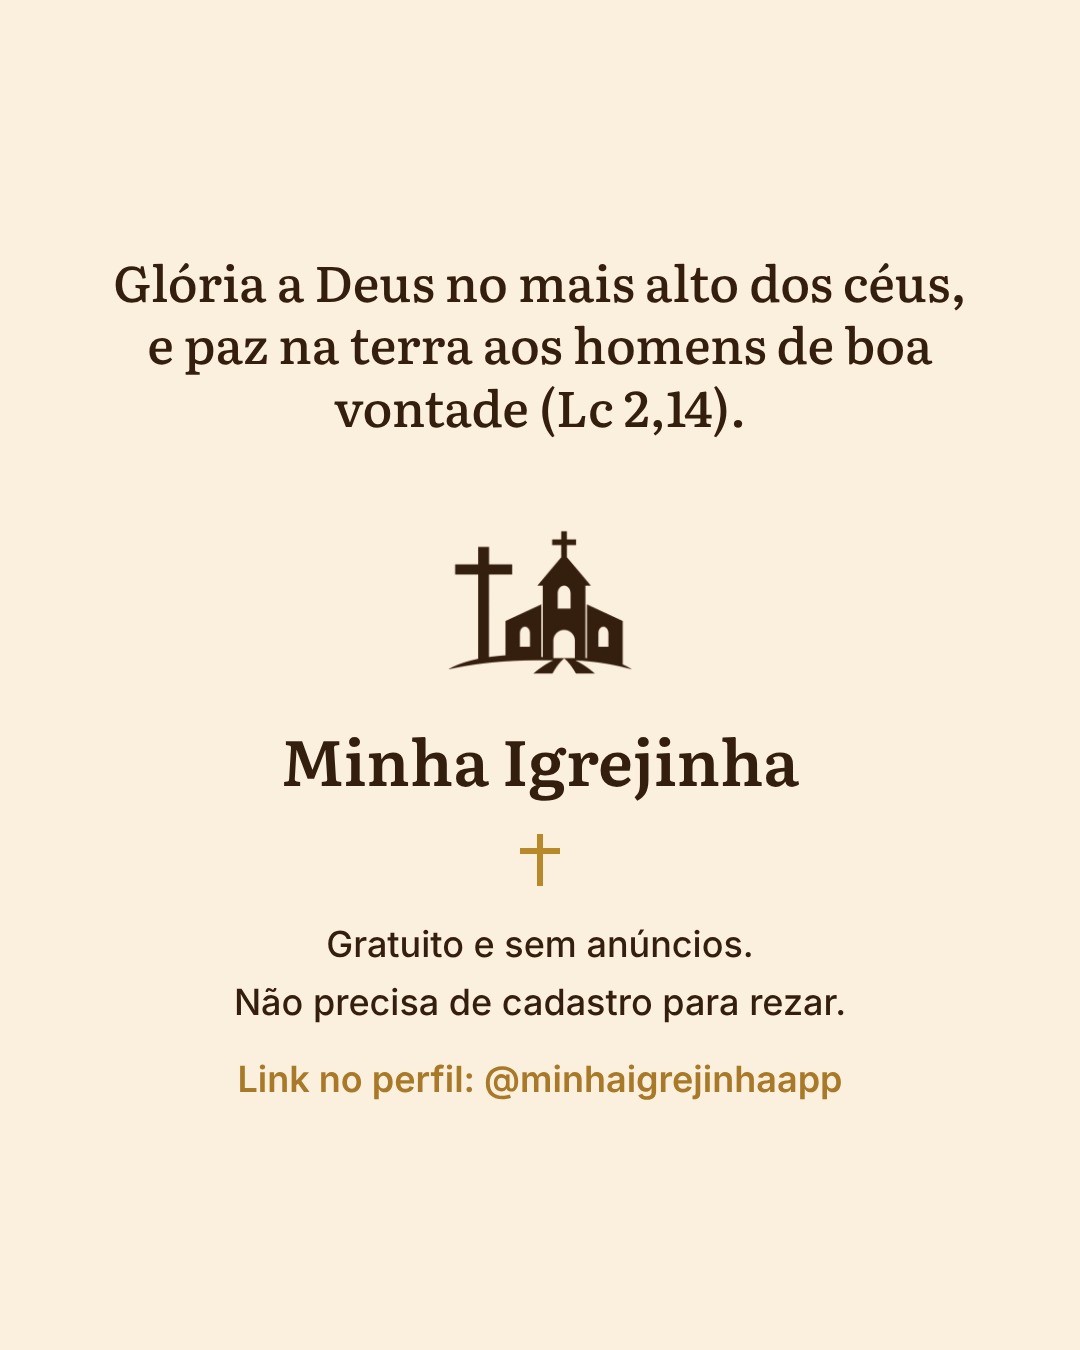 Glória a Deus no mais alto dos céus,
e paz na terra aos homens de boa
vontade (Lc 2,14).
Minha Igrejinha
Gratuito e sem anúncios.
Não precisa de cadastro para rezar.
Link no perfil: @minhaigrejinhaapp